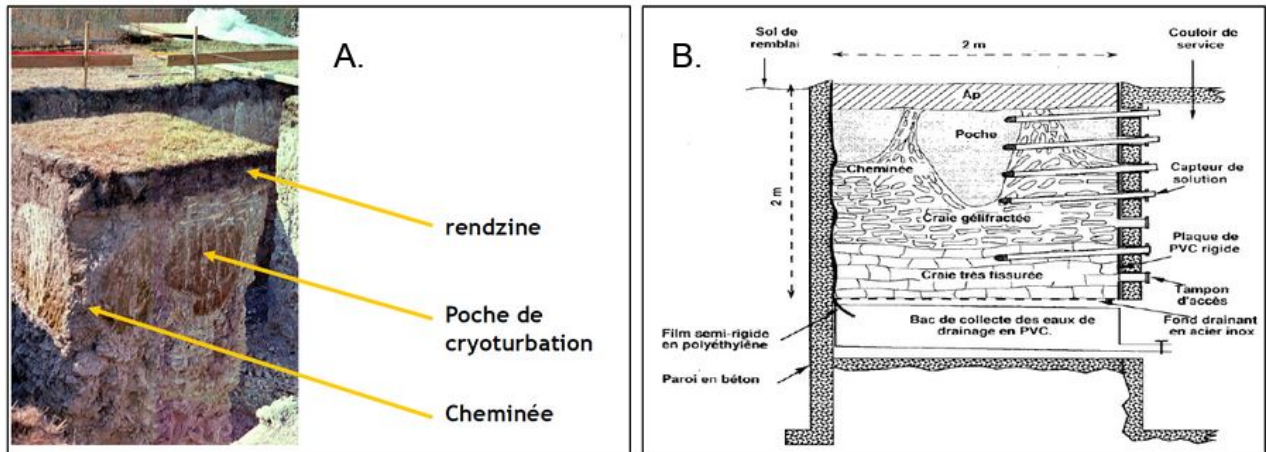 A.
rendzine
Poche de
cryoturbation
Cheminée
B.
Sol de
remblai
2 m
Couloir de
service
Ap
Poche
Cheminée
2 m
Capteur de
solution
Craie gélifractée
Plaque de
PVC rigide
Craie très fissurée
Tampon
d'accès
Film semi-rigide
en polyéthylène
Bac de collecte des eaux de
drainage en PVC.
Fond drainant
en acier inox
Paroi en béton